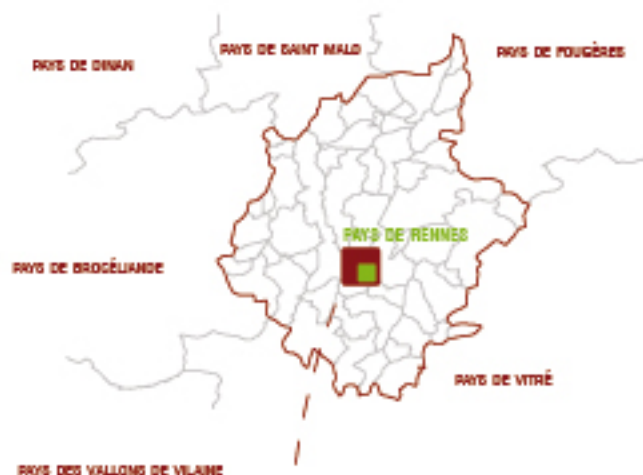 PAYS DE SAINT MALO
PAYS DE FOUGÈRES
PAYS DE DINAN
PAYS DE RENNES
PAYS DE BROCÉLIANDE
PAYS DE VITRÉ
PAYS DES VALLONS DE VILAINE